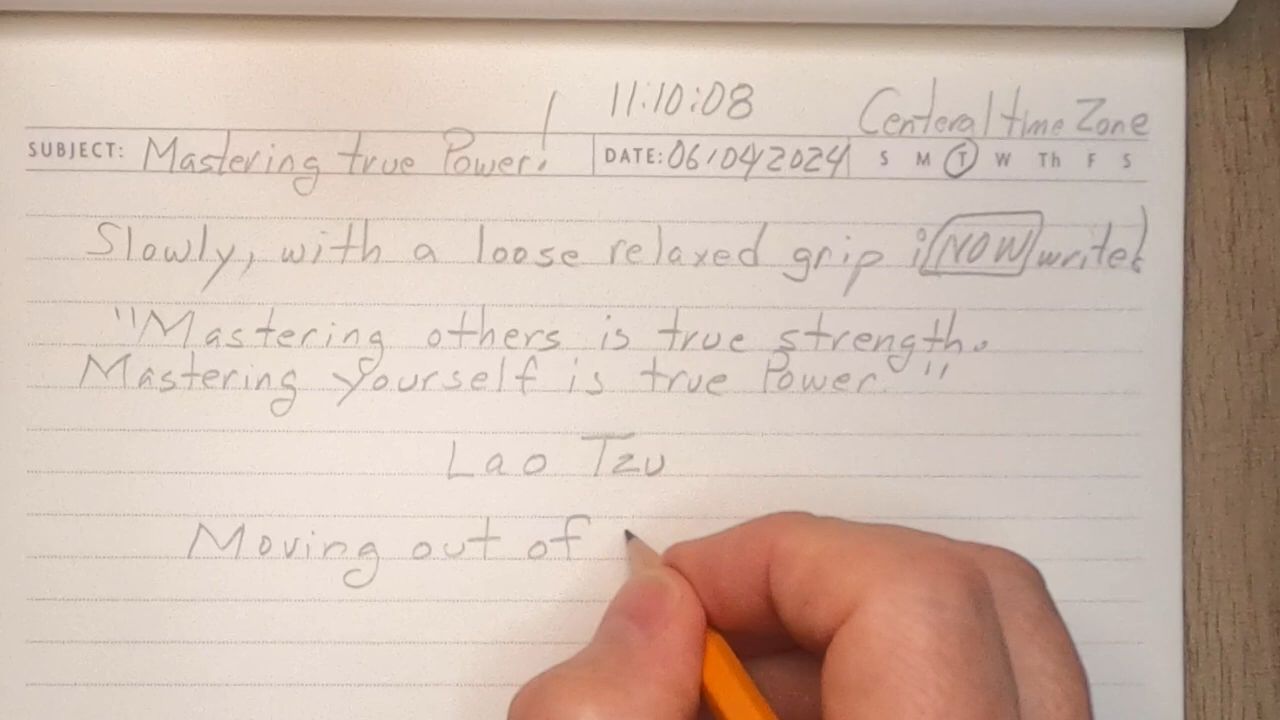 11:10:08 Centeral time Zone
SUBJECT: Mastering true Power! DATE: 06/04/2024 S M T W Th F S
Slowly, with a loose relaxed grip i NOW write!
"Mastering others is true strength.
Mastering yourself is true Power."
Lao Tzu
Moving out of